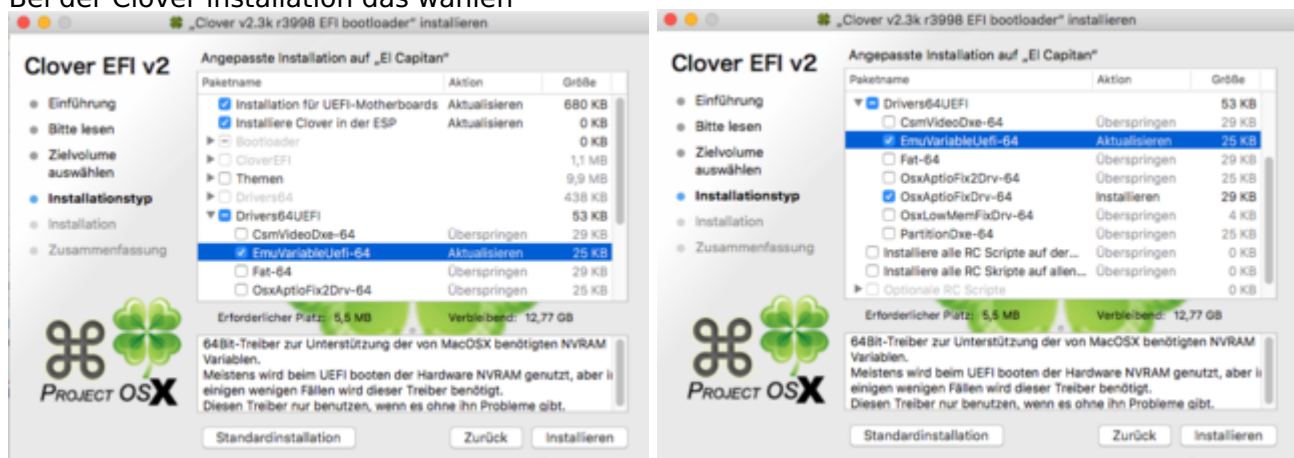 Bei der Clover Installation das wählen
„Clover v2.3k r3998 EFI bootloader“ installieren
Clover EFI v2
Angepasste Installation auf „El Capitan“
Paketname Aktion Größe
Einführung
Bitte lesen
Zielvolume auswählen
Installationstyp
Installation
Zusammenfassung
Installation für UEFI-Motherboards Aktualisieren 680 KB
Installiere Clover in der ESP Aktualisieren 0 KB
Bootloader 0 KB
CloverEFI 1,1 MB
Themen 9,9 MB
Drivers64 438 KB
Drivers64UEFI 53 KB
CsmVideoDxe-64 Überspringen 29 KB
EmuVariableUefi-64 Aktualisieren 25 KB
Fat-64 Überspringen 29 KB
OsxAptioFix2Drv-64 Überspringen 25 KB
Erforderlicher Platz: 5,5 MB Verbleibend: 12,77 GB
64Bit-Treiber zur Unterstützung der von MacOSX benötigten NVRAM
Variablen.
Meistens wird beim UEFI booten der Hardware NVRAM genutzt, aber i
einigen wenigen Fällen wird dieser Treiber benötigt.
Diesen Treiber nur benutzen, wenn es ohne ihn Probleme gibt.
PROJECT OSX
Standardinstallation Zurück Installieren
„Clover v2.3k r3998 EFI bootloader“ installieren
Clover EFI v2
Angepasste Installation auf „El Capitan“
Paketname Aktion Größe
Einführung
Bitte lesen
Zielvolume auswählen
Installationstyp
Installation
Zusammenfassung
Drivers64UEFI 53 KB
CsmVideoDxe-64 Überspringen 29 KB
EmuVariableUefi-64 Aktualisieren 25 KB
Fat-64 Überspringen 29 KB
OsxAptioFix2Drv-64 Überspringen 25 KB
OsxAptioFixDrv-64 Installieren 29 KB
OsxLowMemFixDrv-64 Überspringen 4 KB
PartitionDxe-64 Überspringen 25 KB
Installiere alle RC Scripte auf der... Überspringen 0 KB
Installiere alle RC Skripte auf allen... Überspringen 0 KB
Optionale RC Scripte 0 KB
Erforderlicher Platz: 5,5 MB Verbleibend: 12,77 GB
64Bit-Treiber zur Unterstützung der von MacOSX benötigten NVRAM
Variablen.
Meistens wird beim UEFI booten der Hardware NVRAM genutzt, aber i
einigen wenigen Fällen wird dieser Treiber benötigt.
Diesen Treiber nur benutzen, wenn es ohne ihn Probleme gibt.
PROJECT OSX
Standardinstallation Zurück Installieren